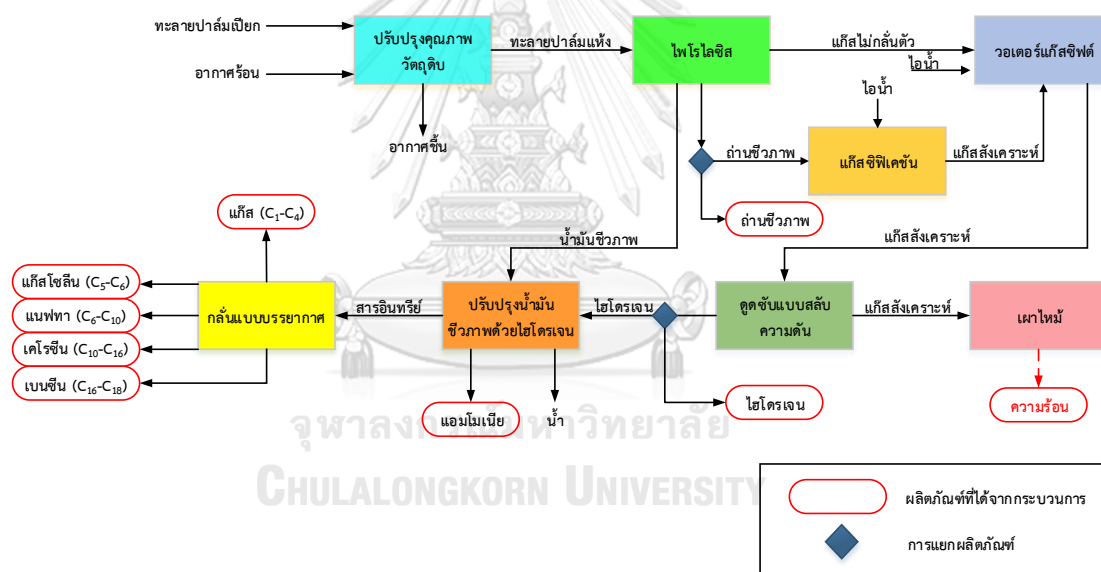 ทะลายปาล์มเปียก
อากาศร้อน
ปรับปรุงคุณภาพ
วัตถุดิบ
ทะลายปาล์มแห้ง
ไพโรไลซิส
แก๊สไม่กลั่นตัว
ไอน้ำ
วอเตอร์แก๊สซิฟต์
อากาศชื้น
ไอน้ำ
ถ่านชีวภาพ
แก๊สซิฟิเคชัน
แก๊สสังเคราะห์
ถ่านชีวภาพ
แก๊ส (C₁-C₄)
น้ำมันชีวภาพ
แก๊สสังเคราะห์
แก๊สโซลีน (C₅-C₆)
แนฟทา (C₆-C₁₀)
เคโรซีน (C₁₀-C₁₆)
เบนซีน (C₁₆-C₁₈)
กลั่นแบบบรรยากาศ
สารอินทรีย์
ปรับปรุงน้ำมัน
ชีวภาพด้วยไฮโดรเจน
ไฮโดรเจน
ดูดซับแบบสลับ
ความดัน
แก๊สสังเคราะห์
เผาไหม้
แอมโมเนีย
น้ำ
ไฮโดรเจน
ความร้อน
จุฬาลงกรณ์มหาวิทยาลัย
CHULALONGKORN UNIVERSITY
ผลิตภัณฑ์ที่ได้จากกระบวนการ
การแยกผลิตภัณฑ์